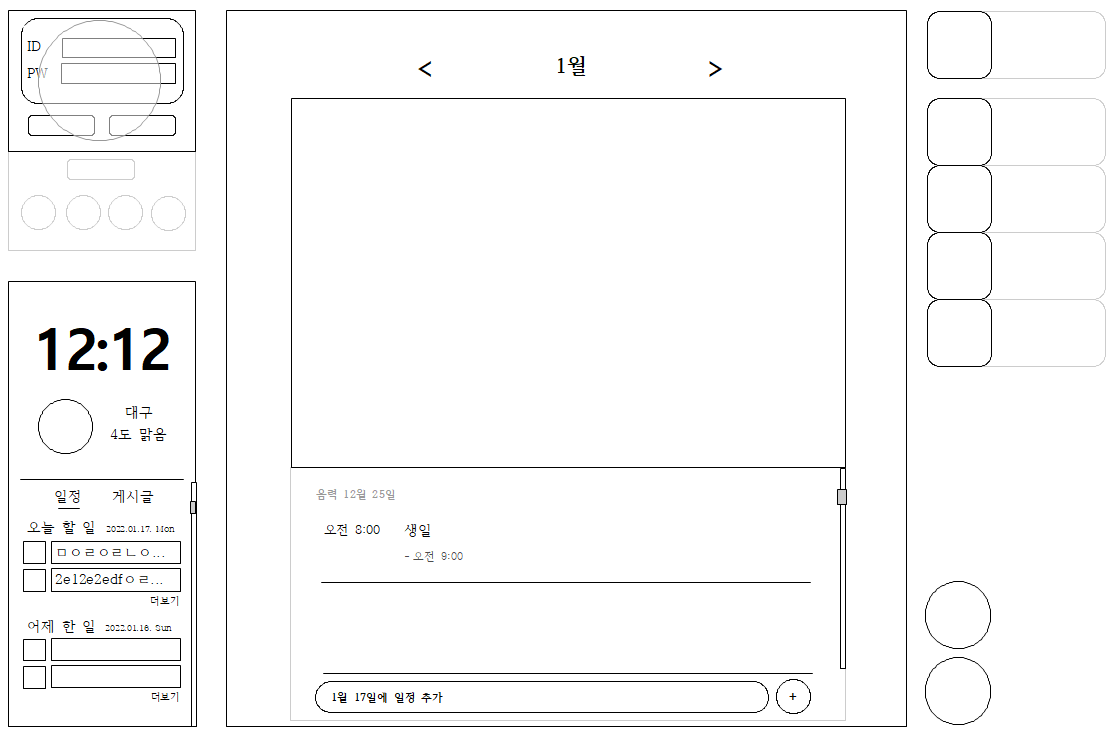 ID
PW
12:12
대구
4도 맑음
일정 게시글
오늘 할 일 2022.01.17. Mon
ㅁㅇㄹㅇㄹㄴㅇ...
2e12e2edfㅇㄹ...
더보기
어제 한 일 2022.01.16. Sun
더보기
< 1월 >
음력 12월 25일
오전 8:00 생일
- 오전 9:00
1월 17일에 일정 추가 +